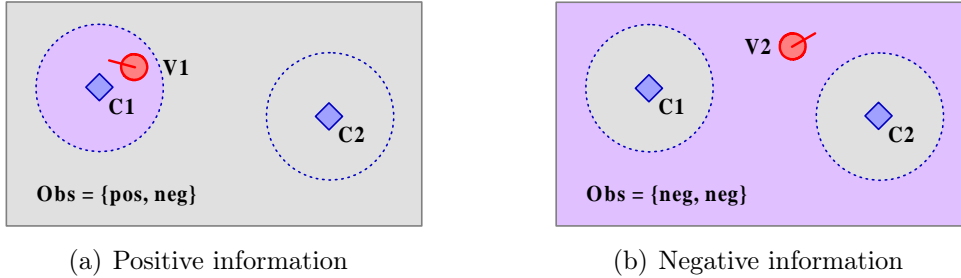 V1
C1
C2
Obs = {pos, neg}
(a) Positive information
V2
C1
C2
Obs = {neg, neg}
(b) Negative information